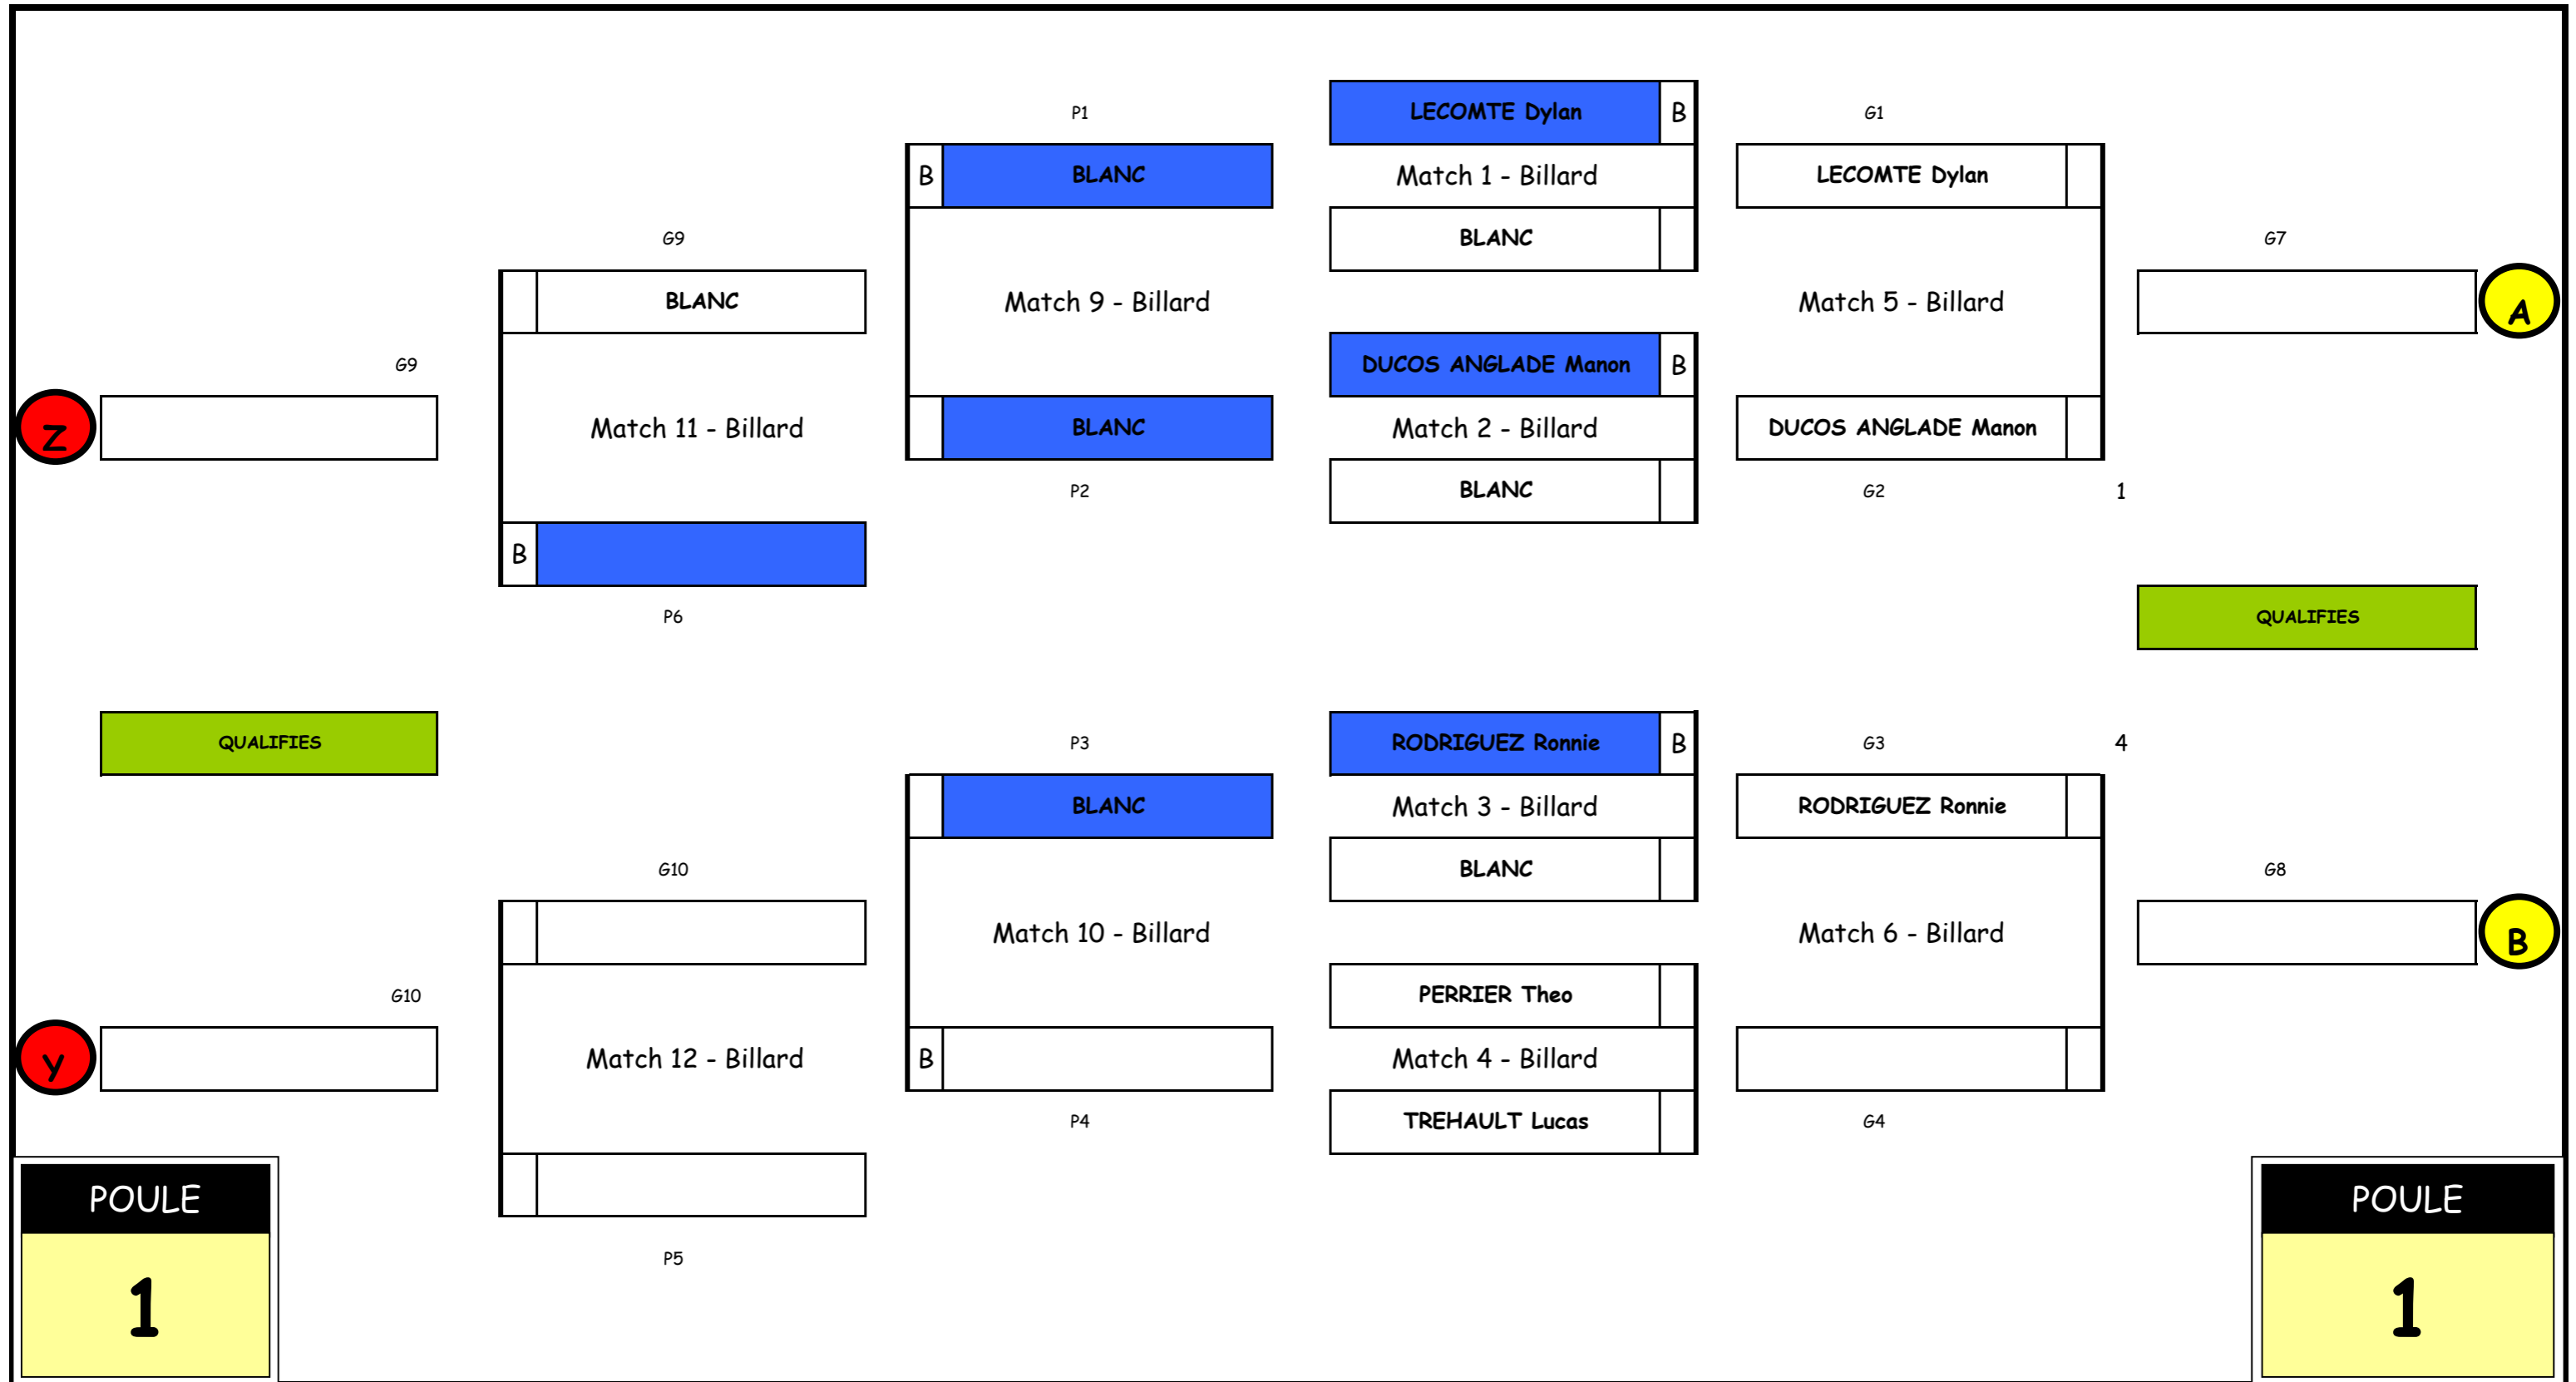 P1
LECOMTE Dylan B
G1
B BLANC
Match 1 - Billard
LECOMTE Dylan
G9
BLANC
G7
BLANC
Match 9 - Billard
Match 5 - Billard
A
G9
DUCOS ANGLADE Manon B
Z
Match 11 - Billard
BLANC
Match 2 - Billard
DUCOS ANGLADE Manon
P2
BLANC
G2
1
B
P6
QUALIFIES
QUALIFIES
P3
RODRIGUEZ Ronnie B
G3
4
BLANC
Match 3 - Billard
RODRIGUEZ Ronnie
G10
BLANC
G8
Match 10 - Billard
Match 6 - Billard
B
G10
PERRIER Theo
Y
Match 12 - Billard
B
Match 4 - Billard
P4
TREHAULT Lucas
G4
POULE
POULE
P5
1
1